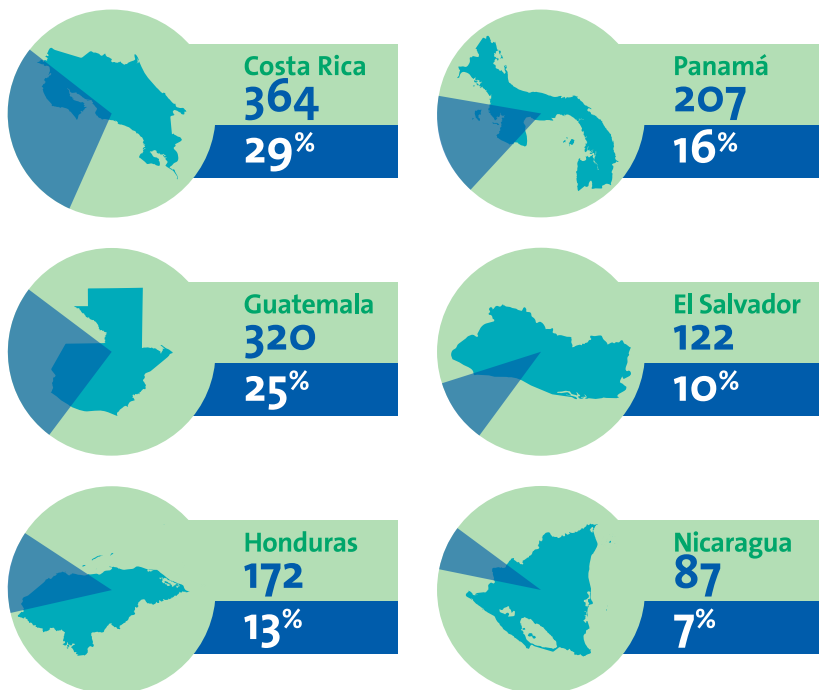 Costa Rica
364
29%
Panamá
207
16%
Guatemala
320
25%
El Salvador
122
10%
Honduras
172
13%
Nicaragua
87
7%